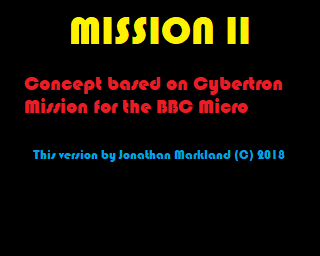 MISSION II
Concept based on Cybertron
Mission for the BBC Micro
This version by Jonathan Markland (C) 2018